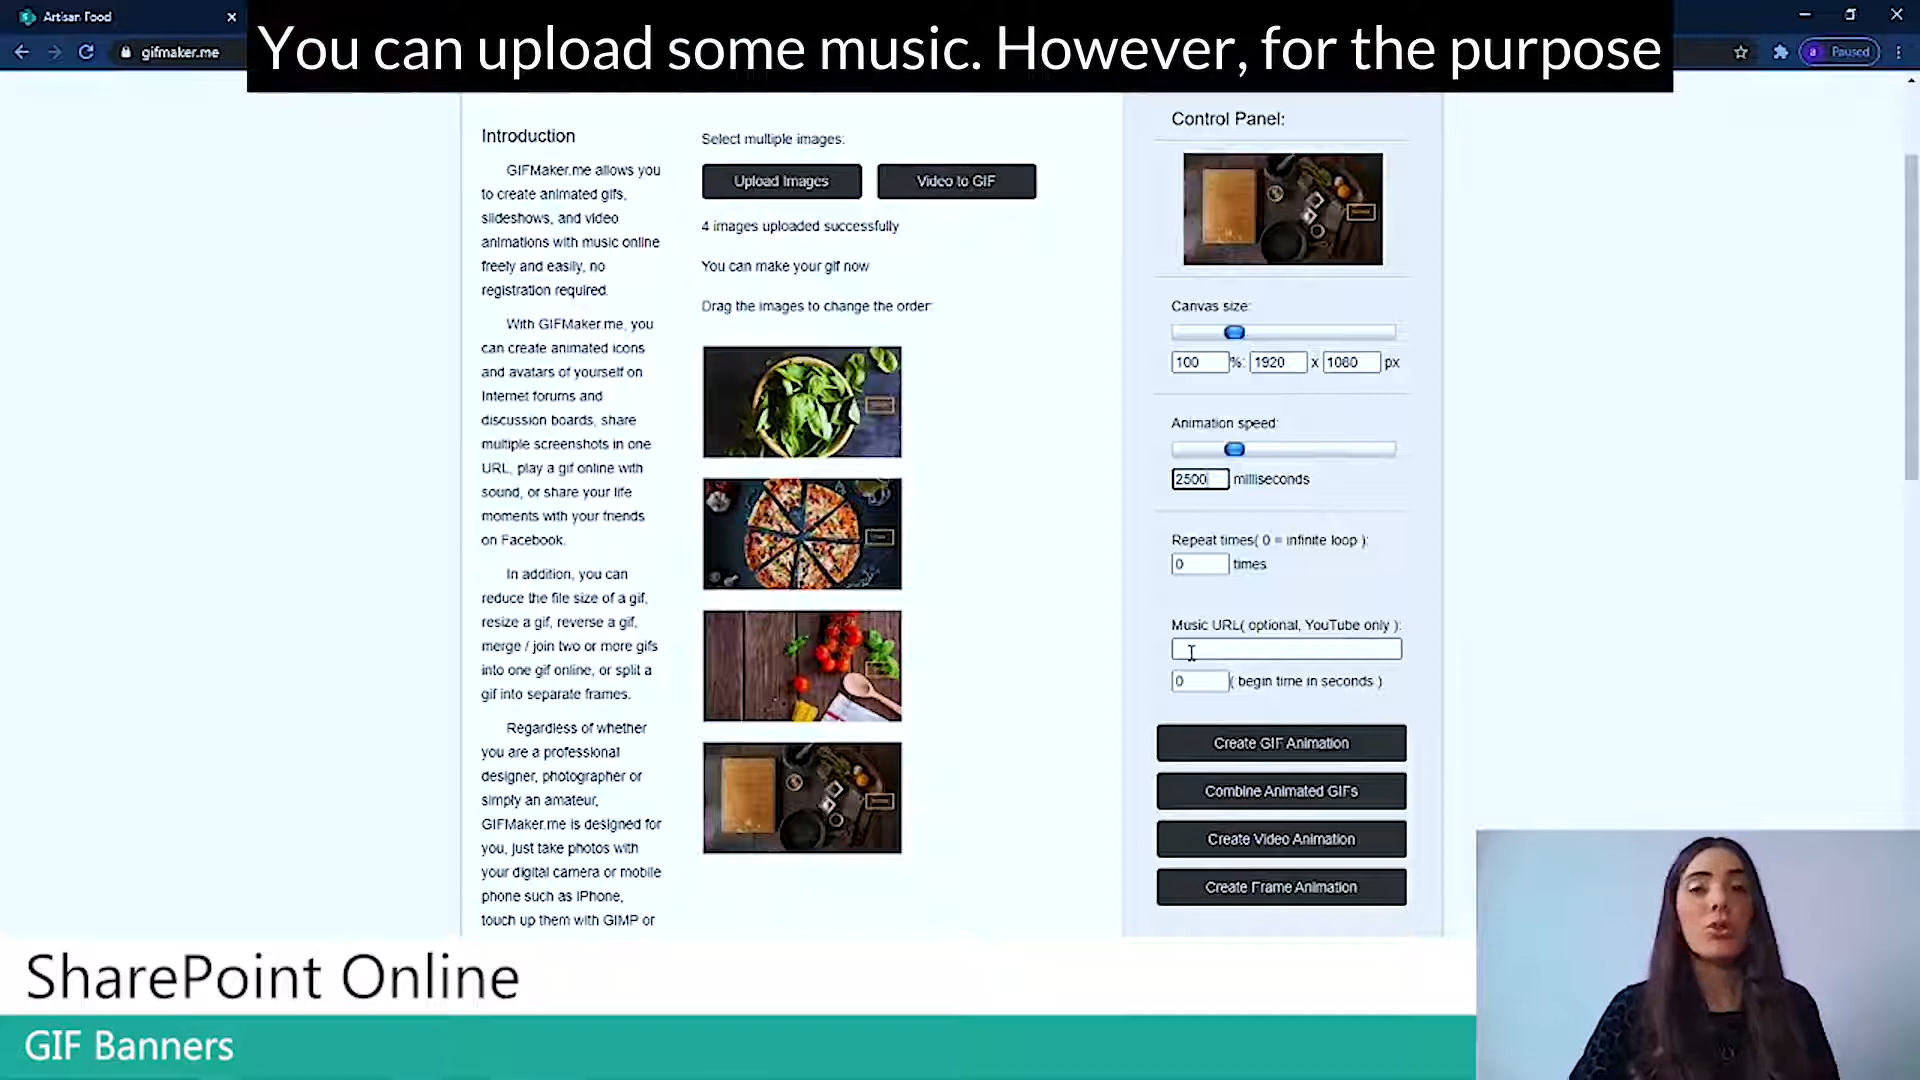 Artisan Food
gifmaker.me
Paused
You can upload some music. However, for the purpose
Introduction
GIFMaker.me allows you
to create animated gifs,
slideshows, and video
animations with music online
freely and easily, no
registration required.
With GIFMaker.me, you
can create animated icons
and avatars of yourself on
Internet forums and
discussion boards, share
multiple screenshots in one
URL, play a gif online with
sound, or share your life
moments with your friends
on Facebook.
In addition, you can
reduce the file size of a gif,
resize a gif, reverse a gif,
merge / join two or more gifs
into one gif online, or split a
gif into separate frames.
Regardless of whether
you are a professional
designer, photographer or
simply an amateur,
GIFMaker.me is designed for
you, just take photos with
your digital camera or mobile
phone such as iPhone,
touch up them with GIMP or
Select multiple images:
Upload Images
Video to GIF
4 images uploaded successfully
You can make your gif now
Drag the images to change the order:
Control Panel:
Canvas size:
100 %: 1920 x 1080 px
Animation speed:
2500 milliseconds
Repeat times( 0 = infinite loop ):
0 times
Music URL( optional, YouTube only ):
0 ( begin time in seconds )
Create GIF Animation
Combine Animated GIFs
Create Video Animation
Create Frame Animation
SharePoint Online
GIF Banners